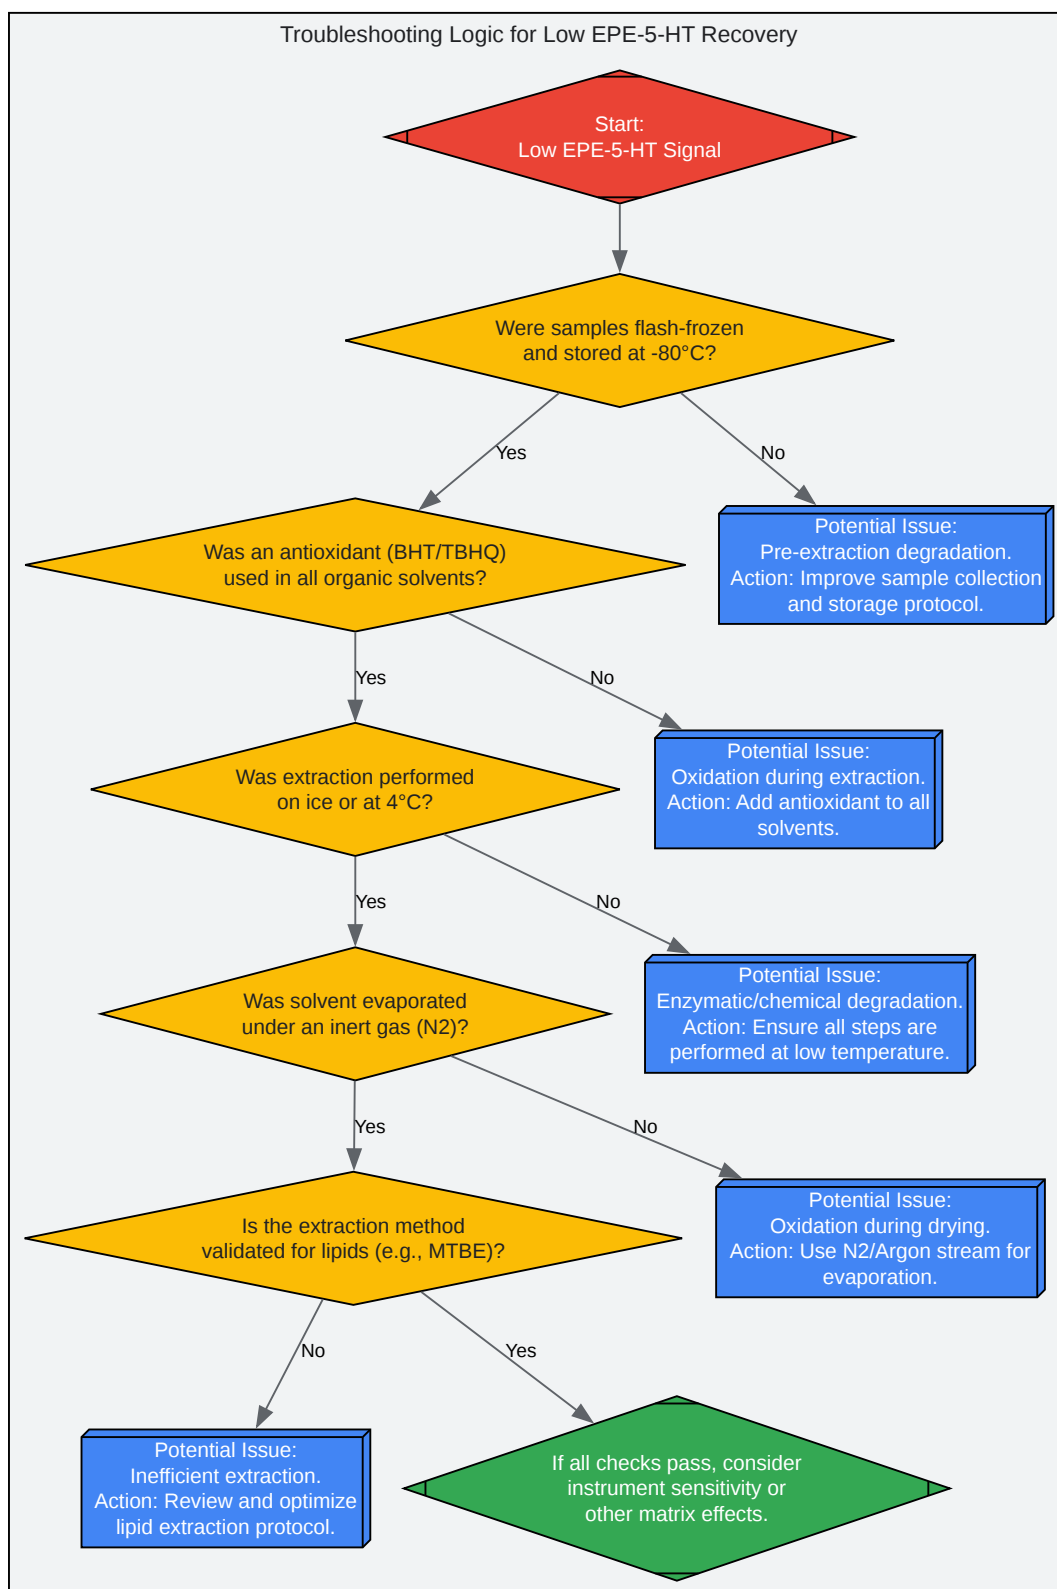 Troubleshooting Logic for Low EPE-5-HT Recovery
Start:
Low EPE-5-HT Signal
Were samples flash-frozen
and stored at -80°C?
Yes
No
Was an antioxidant (BHT/TBHQ)
used in all organic solvents?
Potential Issue:
Pre-extraction degradation.
Action: Improve sample collection
and storage protocol.
Yes
No
Was extraction performed
on ice or at 4°C?
Potential Issue:
Oxidation during extraction.
Action: Add antioxidant to all
solvents.
Yes
No
Was solvent evaporated
under an inert gas (N2)?
Potential Issue:
Enzymatic/chemical degradation.
Action: Ensure all steps are
performed at low temperature.
Yes
No
Is the extraction method
validated for lipids (e.g., MTBE)?
Potential Issue:
Oxidation during drying.
Action: Use N2/Argon stream for
evaporation.
No
Yes
Potential Issue:
Inefficient extraction.
Action: Review and optimize
lipid extraction protocol.
If all checks pass, consider
instrument sensitivity or
other matrix effects.